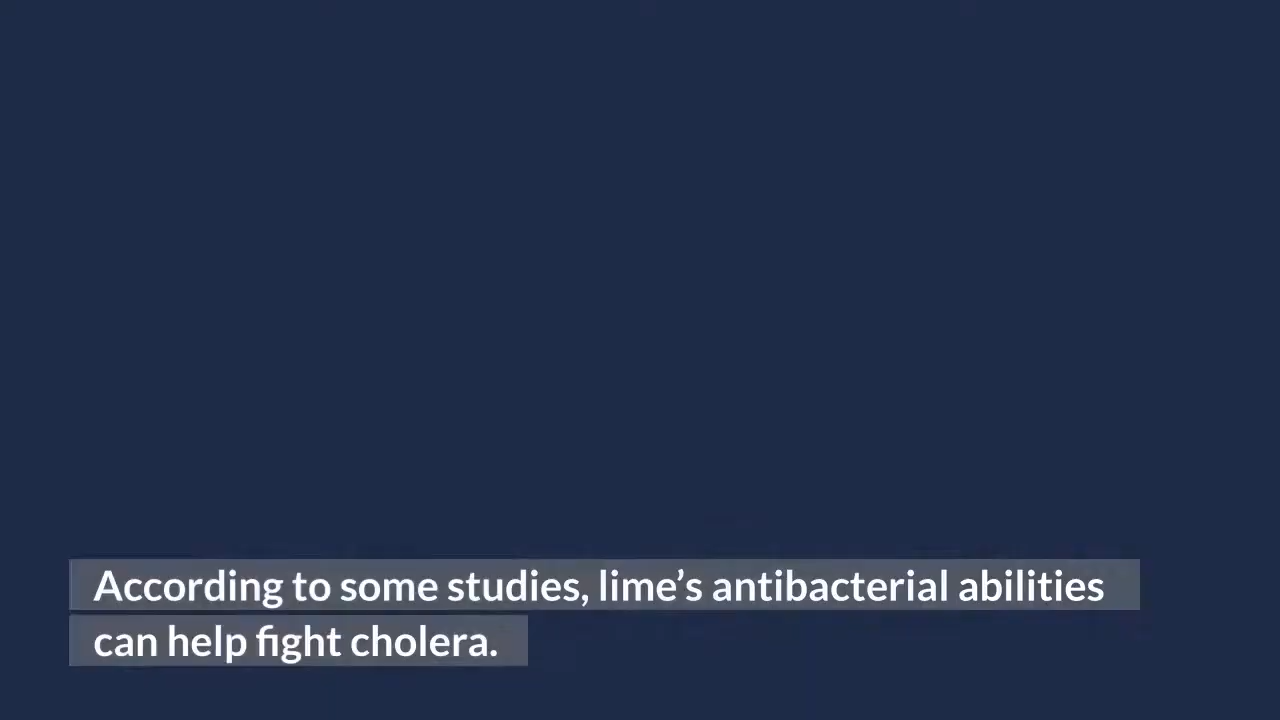 According to some studies, lime’s antibacterial abilities
can help fight cholera.